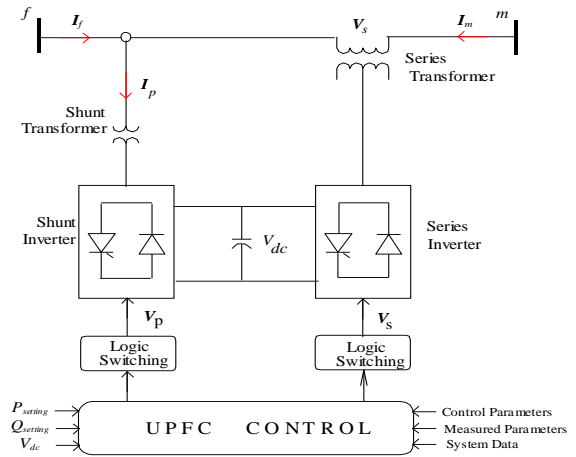 f
I_f
V_s
I_m
m
Series
Transformer
I_p
Shunt
Transformer
Shunt
Inverter
V_dc
Series
Inverter
V_p
V_s
Logic
Switching
Logic
Switching
P_setting
Q_setting
V_dc
UPFC CONTROL
Control Parameters
Measured Parameters
System Data